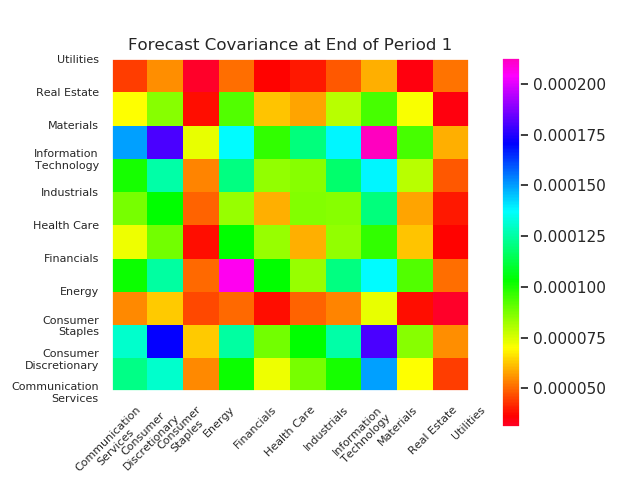 Forecast Covariance at End of Period 1
Utilities
Real Estate
Materials
Information
Technology
Industrials
Health Care
Financials
Energy
Consumer
Staples
Consumer
Discretionary
Communication
Services
Communication
Services
Consumer
Discretionary
Consumer
Staples
Energy
Financials
Health Care
Industrials
Information
Technology
Materials
Real Estate
Utilities
0.000200
0.000175
0.000150
0.000125
0.000100
0.000075
0.000050